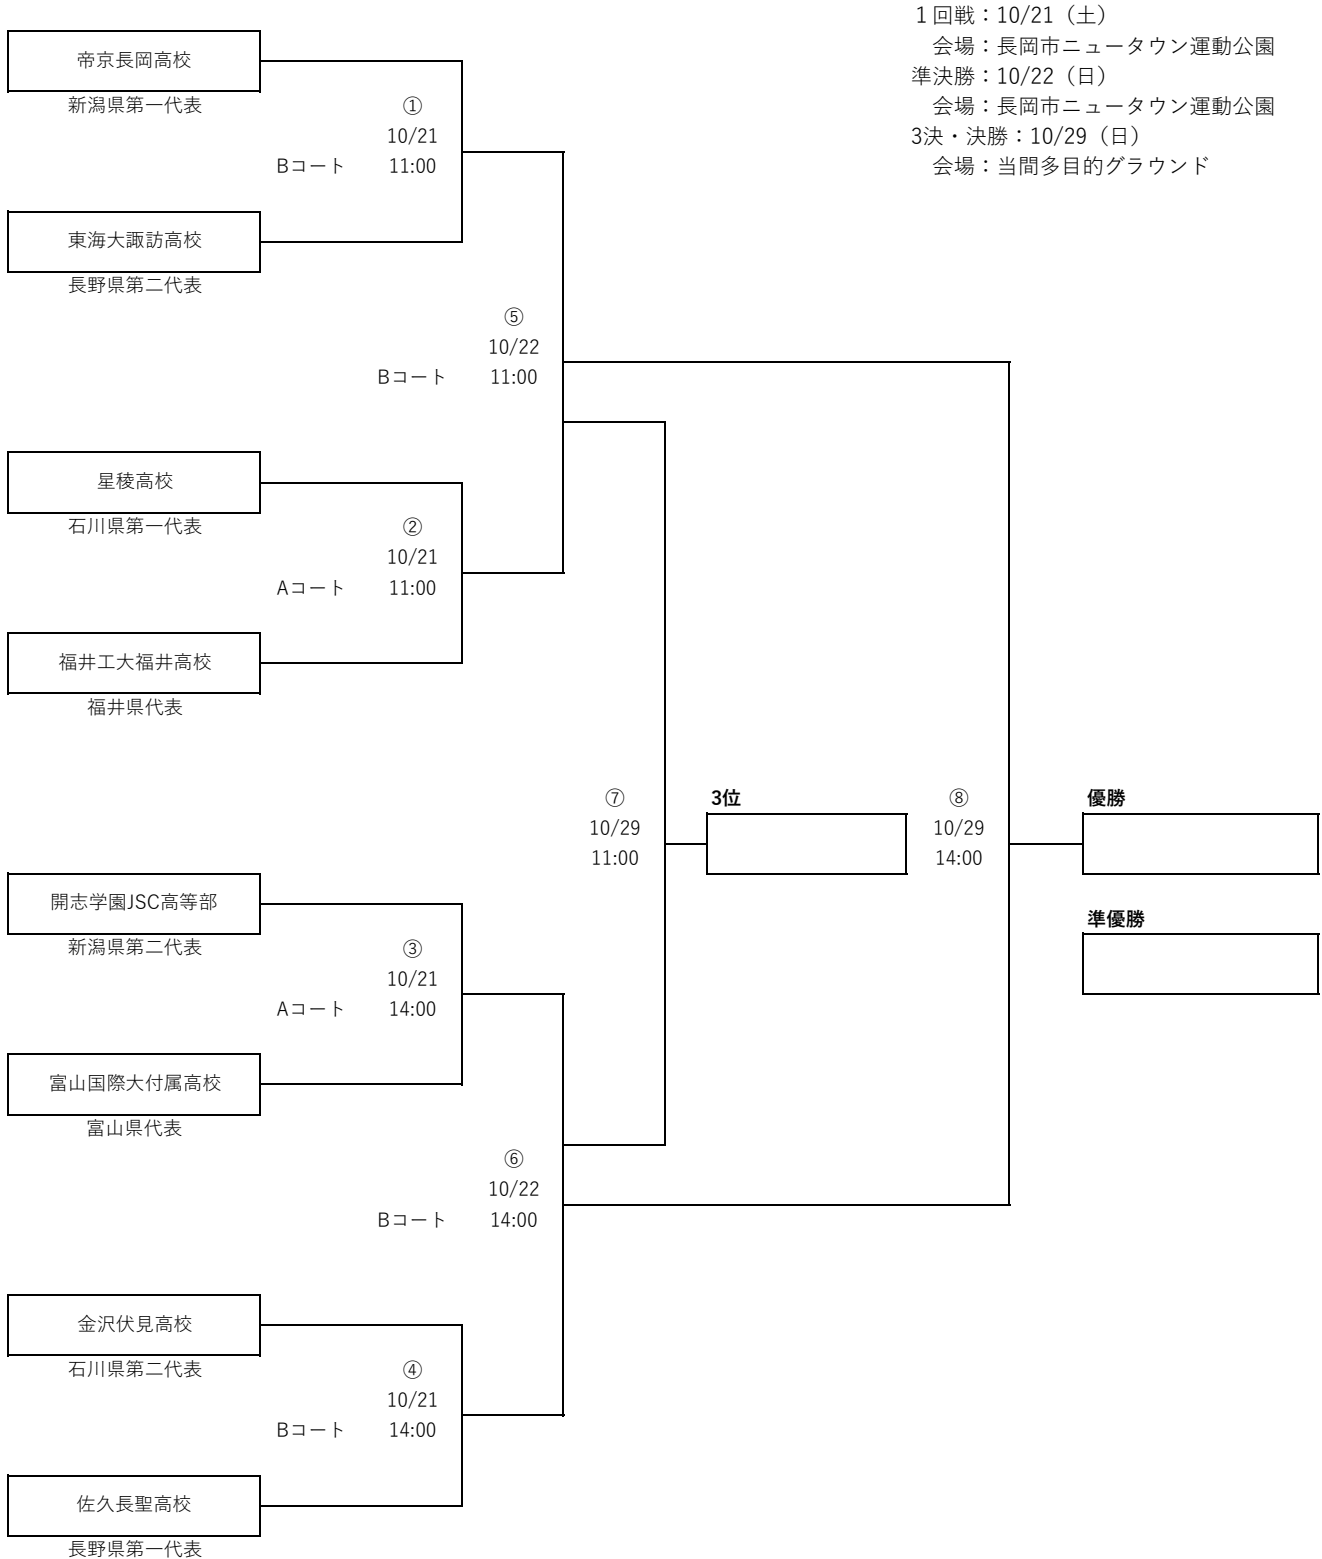 １回戦：10/21（土）
会場：長岡市ニュータウン運動公園
準決勝：10/22（日）
会場：長岡市ニュータウン運動公園
3決・決勝：10/29（日）
会場：当間多目的グラウンド
帝京長岡高校
新潟県第一代表
①
10/21
Bコート 11:00
東海大諏訪高校
長野県第二代表
⑤
10/22
Bコート 11:00
星稜高校
石川県第一代表
②
10/21
Aコート 11:00
福井工大福井高校
福井県代表
⑦ 3位 ⑧ 優勝
10/29 10/29
11:00 14:00
開志学園JSC高等部 準優勝
新潟県第二代表
③
10/21
Aコート 14:00
富山国際大付属高校
富山県代表
⑥
10/22
Bコート 14:00
金沢伏見高校
石川県第二代表
④
10/21
Bコート 14:00
佐久長聖高校
長野県第一代表